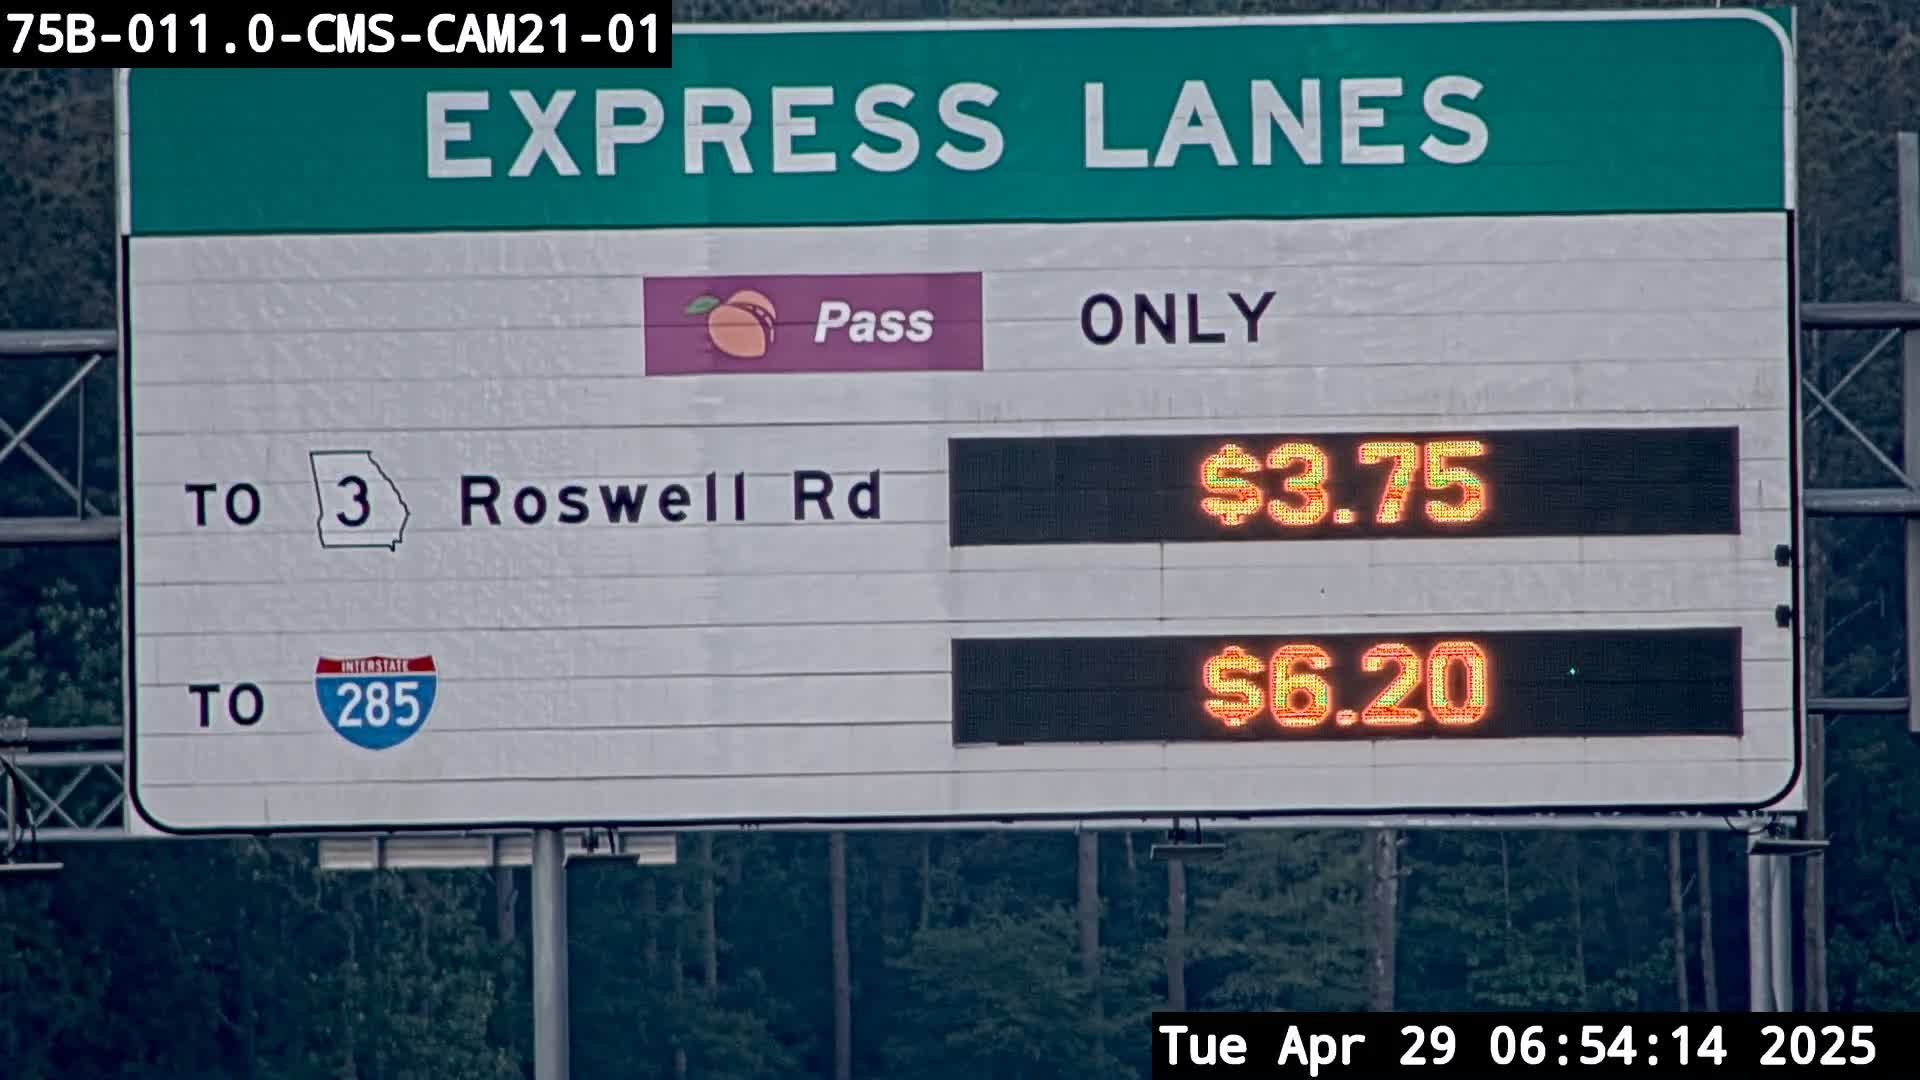 75B-011.0-CMS-CAM21-01
EXPRESS LANES
Pass ONLY
TO 3 Roswell Rd $3.75
INTERSTATE
TO 285 $6.20
Tue Apr 29 06:54:14 2025